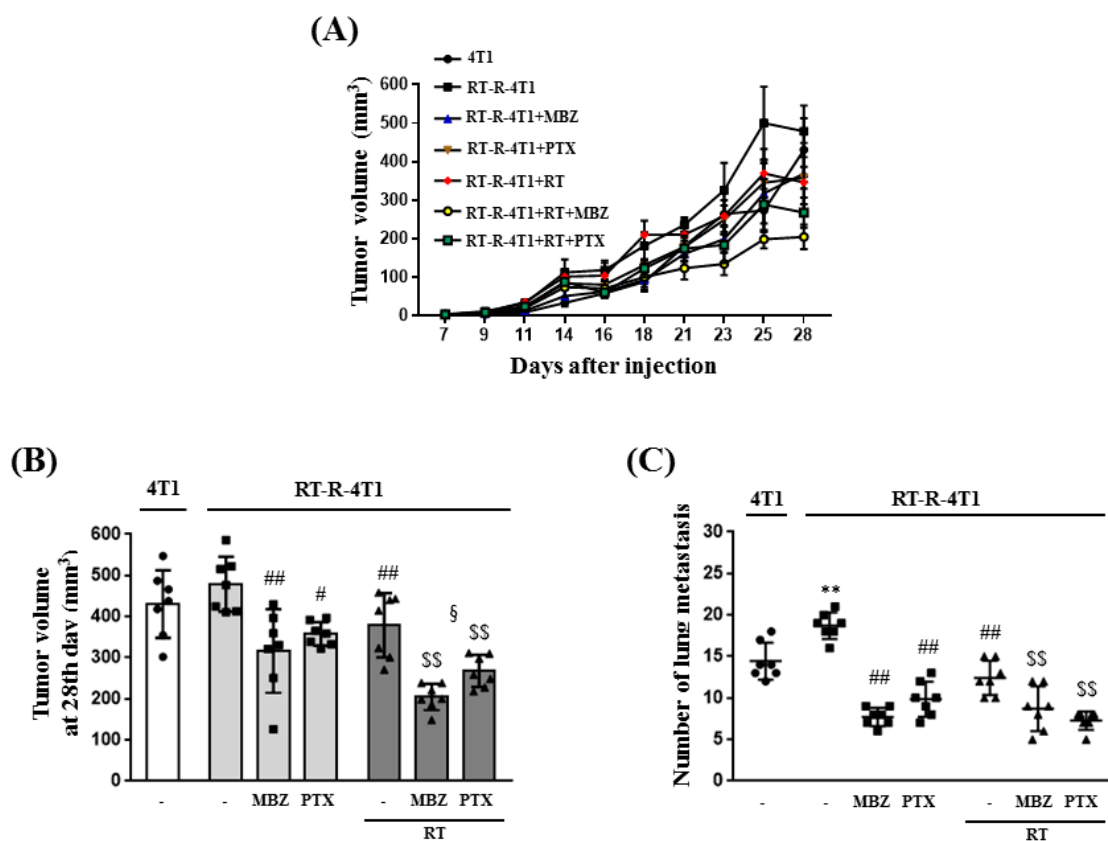 (A)
4T1
RT-R-4T1
RT-R-4T1+MBZ
RT-R-4T1+PTX
RT-R-4T1+RT
RT-R-4T1+RT+MBZ
RT-R-4T1+RT+PTX
Tumor volume (mm³)
600
500
400
300
200
100
0
7 9 11 14 16 18 21 23 25 28
Days after injection
(B)
4T1 RT-R-4T1
Tumor volume
at 28th day (mm³)
600
500
400
300
200
100
0
## # ## $$ § $$
- - MBZ PTX - MBZ PTX
RT
(C)
4T1 RT-R-4T1
Number of lung metastasis
30
25
20
15
10
5
0
** ## ## ## $$ $$
- - MBZ PTX - MBZ PTX
RT